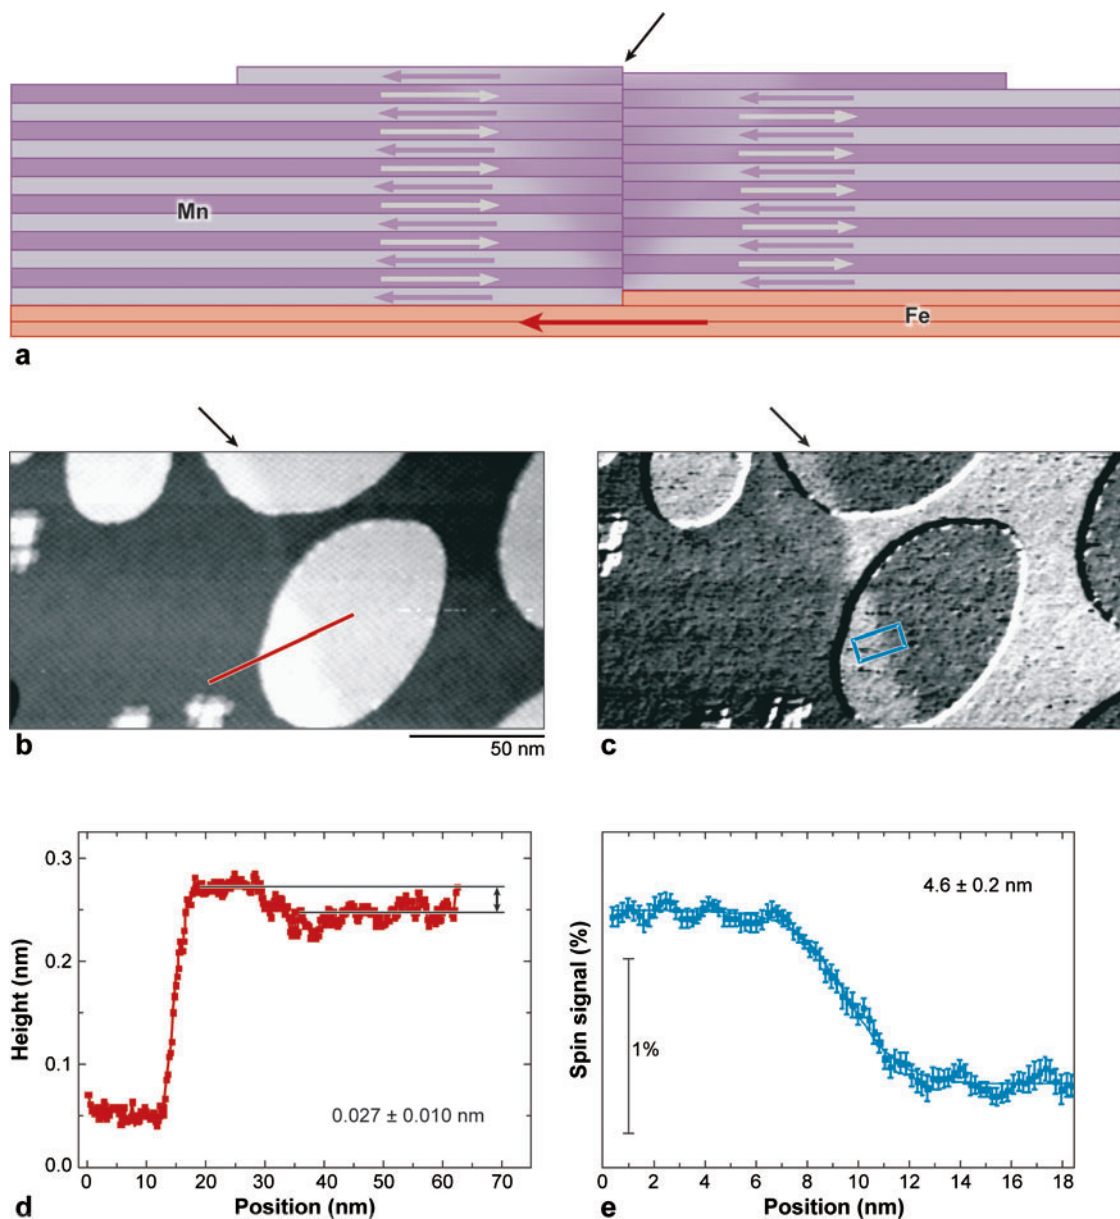 Mn
Fe
a
b
50 nm
c
0.3
0.2
0.1
0.0
Height (nm)
0.027 ± 0.010 nm
0 10 20 30 40 50 60 70
Position (nm)
d
Spin signal (%)
4.6 ± 0.2 nm
1%
0 2 4 6 8 10 12 14 16 18
Position (nm)
e